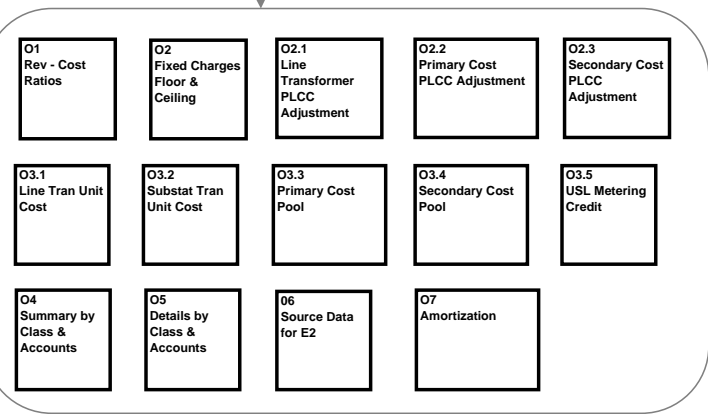 O1
Rev - Cost
Ratios
O2
Fixed Charges
Floor &
Ceiling
O2.1
Line
Transformer
PLCC
Adjustment
O2.2
Primary Cost
PLCC Adjustment
O2.3
Secondary Cost
PLCC
Adjustment
O3.1
Line Tran Unit
Cost
O3.2
Substat Tran
Unit Cost
O3.3
Primary Cost
Pool
O3.4
Secondary Cost
Pool
O3.5
USL Metering
Credit
O4
Summary by
Class &
Accounts
O5
Details by
Class &
Accounts
06
Source Data
for E2
O7
Amortization